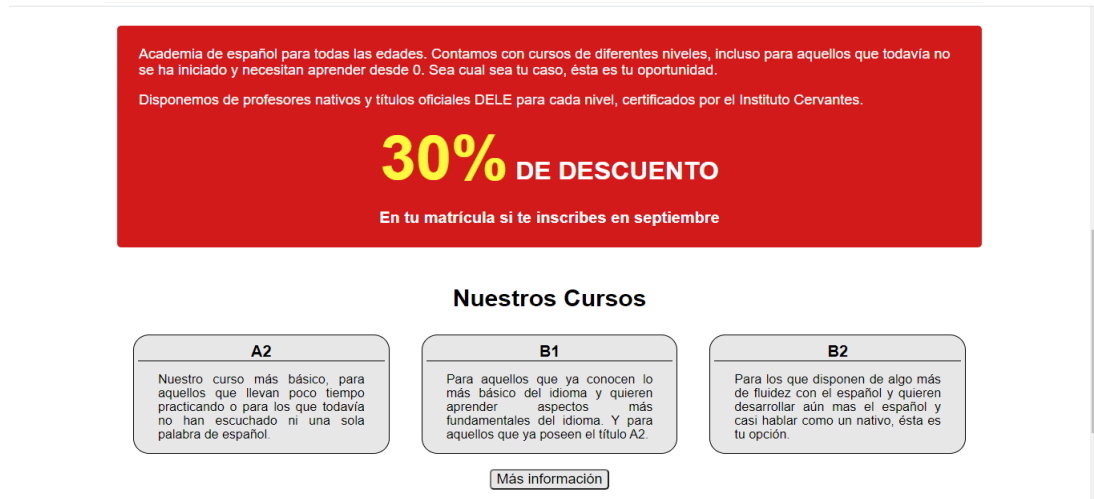 Academia de español para todas las edades. Contamos con cursos de diferentes niveles, incluso para aquellos que todavía no
se ha iniciado y necesitan aprender desde 0. Sea cual sea tu caso, ésta es tu oportunidad.
Disponemos de profesores nativos y títulos oficiales DELE para cada nivel, certificados por el Instituto Cervantes.
30% DE DESCUENTO
En tu matrícula si te inscribes en septiembre
Nuestros Cursos
A2
Nuestro curso más básico, para
aquellos que llevan poco tiempo
practicando o para los que todavía
no han escuchado ni una sola
palabra de español.
B1
Para aquellos que ya conocen lo
más básico del idioma y quieren
aprender aspectos más
fundamentales del idioma. Y para
aquellos que ya poseen el título A2.
B2
Para los que disponen de algo más
de fluidez con el español y quieren
desarrollar aún mas el español y
casi hablar como un nativo, ésta es
tu opción.
Más información